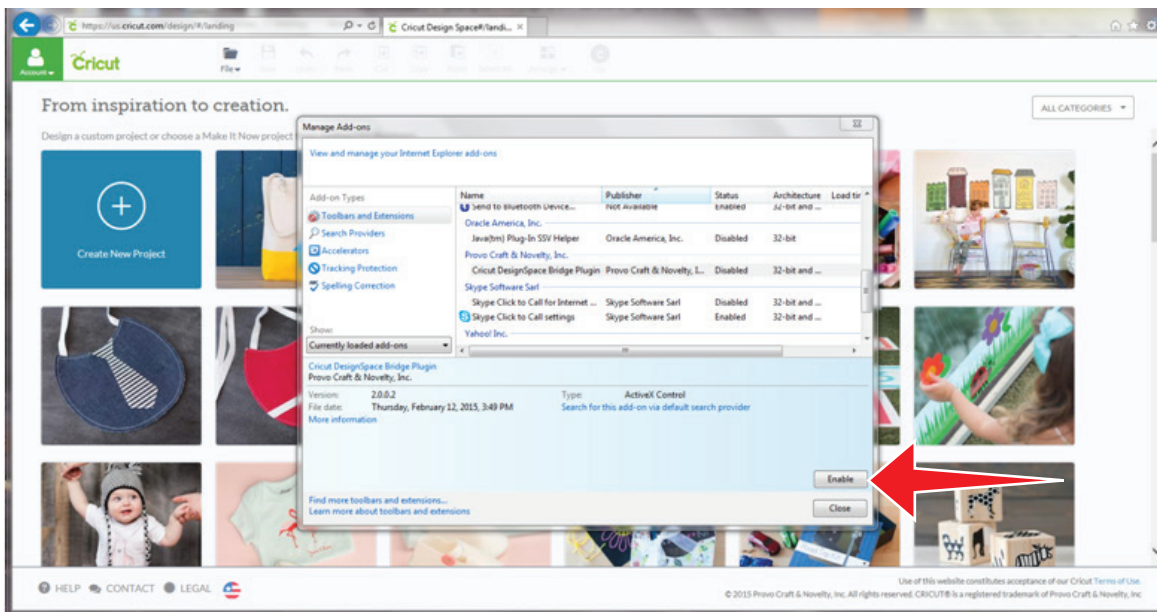 https://us.cricut.com/design/#/landing
Cricut Design Space#/landi...
Account
Cricut
File
From inspiration to creation.
ALL CATEGORIES
Design a custom project or choose a Make It Now project
Manage Add-ons
View and manage your Internet Explorer add-ons
Add-on Types
Toolbars and Extensions
Search Providers
Accelerators
Tracking Protection
Spelling Correction
Show:
Currently loaded add-ons
Name Publisher Status Architecture Load tir
Send to Bluetooth Device... Not Available Enabled 32-bit and ...
Oracle America, Inc.
Java(tm) Plug-In SSV Helper Oracle America, Inc. Disabled 32-bit
Provo Craft & Novelty, Inc.
Cricut DesignSpace Bridge Plugin Provo Craft & Novelty, I... Disabled 32-bit and ...
Skype Software Sarl
Skype Click to Call for Internet ... Skype Software Sarl Disabled 32-bit and ...
Skype Click to Call settings Skype Software Sarl Enabled 32-bit and ...
Yahoo! Inc.
Create New Project
Cricut DesignSpace Bridge Plugin
Provo Craft & Novelty, Inc.
Version: 2.0.0.2 Type: ActiveX Control
File date: Thursday, February 12, 2015, 3:49 PM Search for this add-on via default search provider
More information
Enable
Find more toolbars and extensions...
Learn more about toolbars and extensions
Close
HELP CONTACT LEGAL
Use of this website constitutes acceptance of our Cricut Terms of Use.
© 2015 Provo Craft & Novelty, Inc. All rights reserved. CRICUT® is a registered trademark of Provo Craft & Novelty, Inc